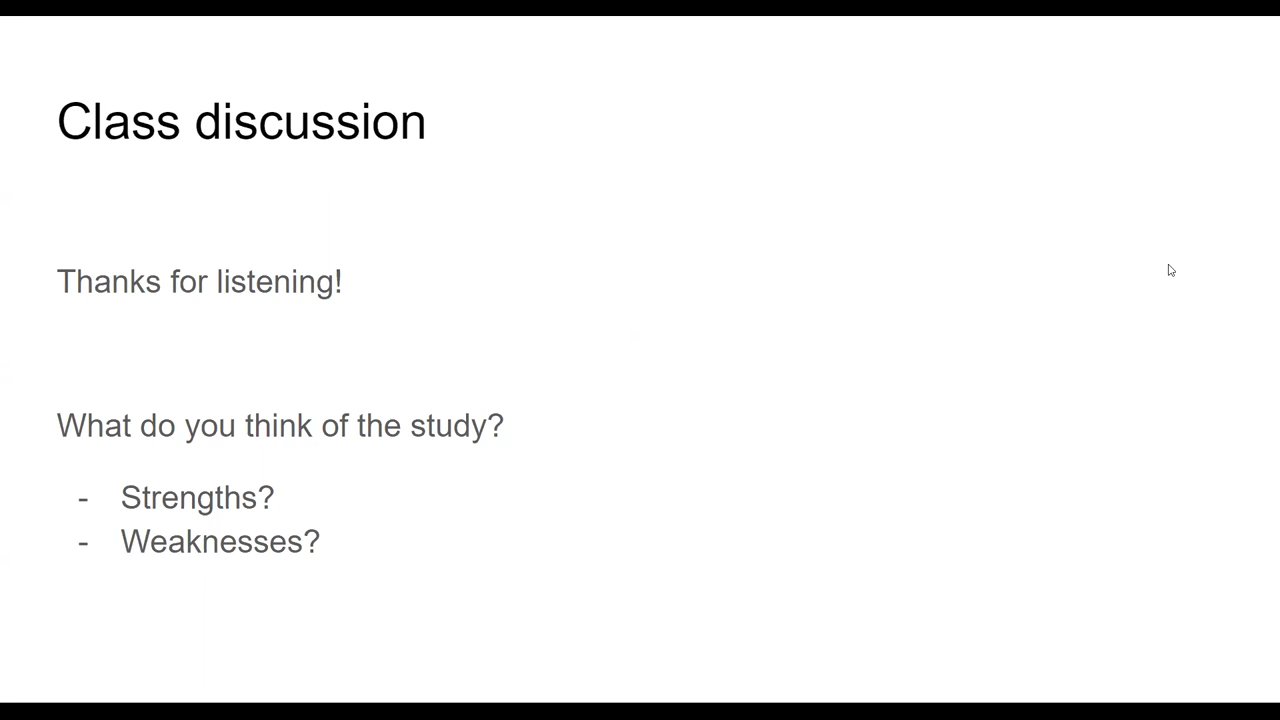 Class discussion
Thanks for listening!
What do you think of the study?
- Strengths?
- Weaknesses?